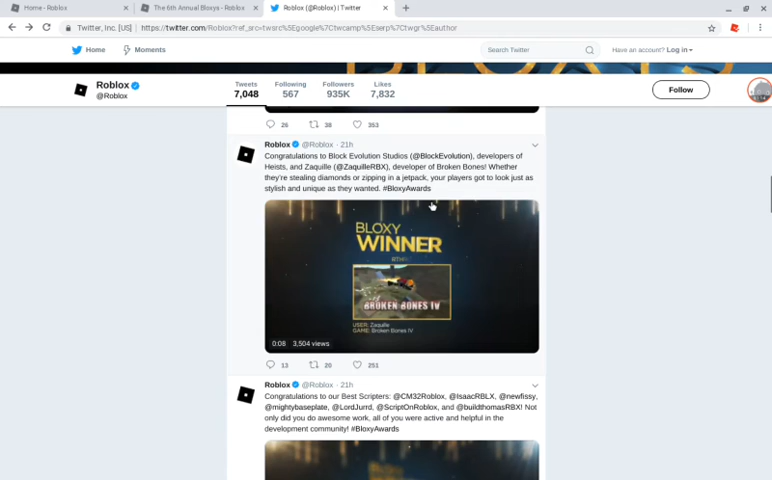 Home - Roblox
The 6th Annual Bloxys - Roblox
Roblox (@Roblox) | Twitter
Twitter, Inc. [US]
https://twitter.com/Roblox?ref_src=twsrc%5Egoogle%7Ctwcamp%5Eserp%7Ctwgr%5Eauthor
Home
Moments
Search Twitter
Have an account? Log in
Roblox
@Roblox
Tweets
7,048
Following
567
Followers
935K
Likes
7,832
Follow
26 38 353
Roblox @Roblox · 21h
Congratulations to Block Evolution Studios (@BlockEvolution), developers of
Heists, and Zaquille (@ZaquilleRBX), developer of Broken Bones! Whether
they're stealing diamonds or zipping in a jetpack, your players got to look just as
stylish and unique as they wanted. #BloxyAwards
BLOXY
WINNER
BROKEN BONES IV
USER: Zaquille
GAME: Broken Bones IV
0:08 3,504 views
13 20 251
Roblox @Roblox · 21h
Congratulations to our Best Scripters: @CM32Roblox, @IsaacRBLX, @newfissy,
@mightybaseplate, @LordJurrd, @ScriptOnRoblox, and @buildthomasRBX! Not
only did you do awesome work, all of you were active and helpful in the
development community! #BloxyAwards